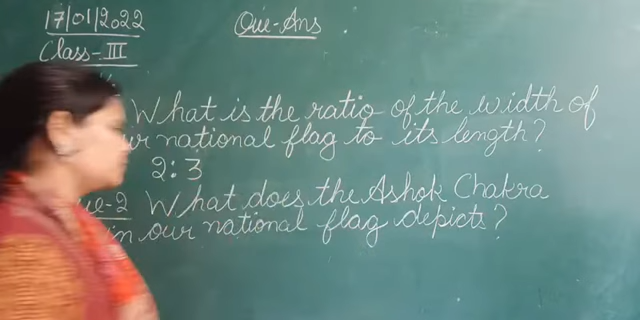 17/01/2022
Que-Ans
Class-III
What is the ratio of the width of
national flag to its length?
2:3
What does the Ashok Chakra
in our national flag depicts?